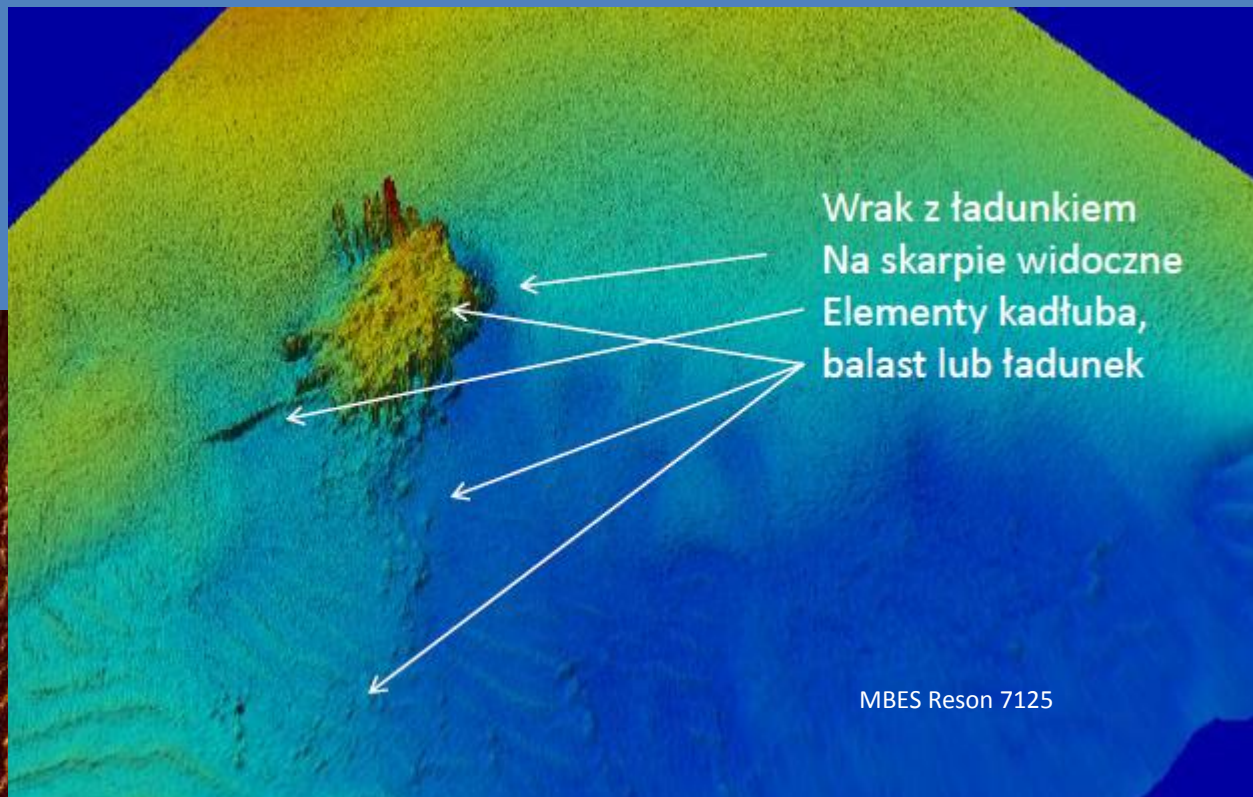 Wrak z ładunkiem
Na skarpie widoczne
Elementy kadłuba,
balast lub ładunek
MBES Reson 7125